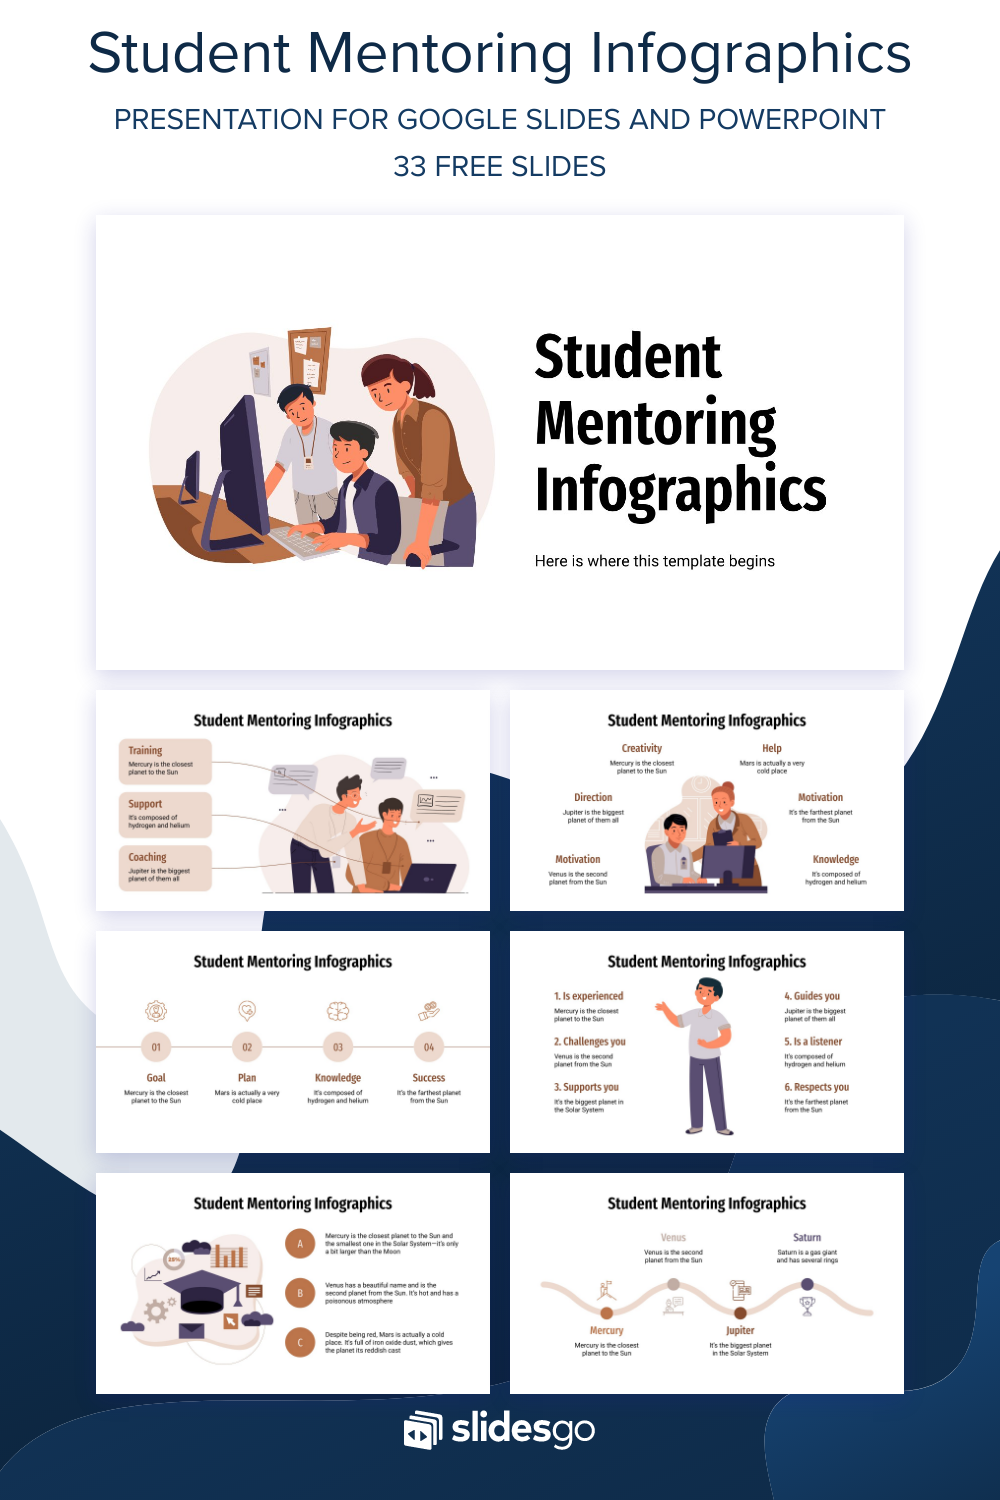 Student Mentoring Infographics
PRESENTATION FOR GOOGLE SLIDES AND POWERPOINT
33 FREE SLIDES
Student
Mentoring
Infographics
Here is where this template begins
Student Mentoring Infographics
Training
Mercury is the closest
planet to the Sun
Support
It's composed of
hydrogen and helium
Coaching
Jupiter is the biggest
planet of them all
Student Mentoring Infographics
Creativity
Mercury is the closest
planet to the Sun
Help
Mars is actually a very
cold place
Direction
Jupiter is the biggest
planet of them all
Motivation
It's the farthest planet
from the Sun
Motivation
Venus is the second
planet from the Sun
Knowledge
It's composed of
hydrogen and helium
Student Mentoring Infographics
01
02
03
04
Goal
Mercury is the closest
planet to the Sun
Plan
Mars is actually a very
cold place
Knowledge
It's composed of
hydrogen and helium
Success
It's the farthest planet
from the Sun
Student Mentoring Infographics
1. Is experienced
Mercury is the closest
planet to the Sun
2. Challenges you
Venus is the second
planet from the Sun
3. Supports you
It's the biggest planet in
the Solar System
4. Guides you
Jupiter is the biggest
planet of them all
5. Is a listener
It's composed of
hydrogen and helium
6. Respects you
It's the farthest planet
from the Sun
Student Mentoring Infographics
28%
A
Mercury is the closest planet to the Sun and
the smallest one in the Solar System—it's only
a bit larger than the Moon
B
Venus has a beautiful name and is the
second planet from the Sun. It's hot and has a
poisonous atmosphere
C
Despite being red, Mars is actually a cold
place. It's full of iron oxide dust, which gives
the planet its reddish cast
Student Mentoring Infographics
Venus
Venus is the second
planet from the Sun
Saturn
Saturn is a gas giant
and has several rings
Mercury
Mercury is the closest
planet to the Sun
Jupiter
It's the biggest planet
in the Solar System
slidesgo